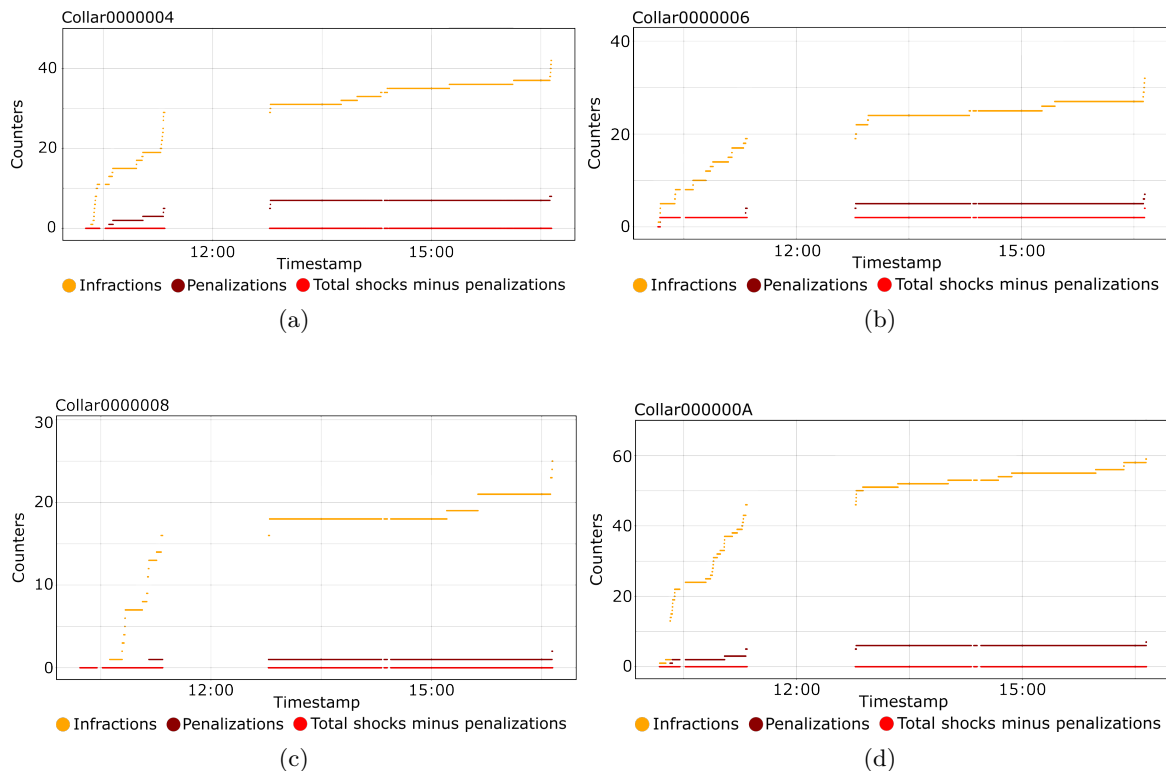 Collar0000004
40
20
0
Counters
12:00
15:00
Timestamp
Infractions Penalizations Total shocks minus penalizations
(a)
Collar0000006
40
20
0
Counters
12:00
15:00
Timestamp
Infractions Penalizations Total shocks minus penalizations
(b)
Collar0000008
30
20
10
0
Counters
12:00
15:00
Timestamp
Infractions Penalizations Total shocks minus penalizations
(c)
Collar000000A
60
40
20
0
Counters
12:00
15:00
Timestamp
Infractions Penalizations Total shocks minus penalizations
(d)